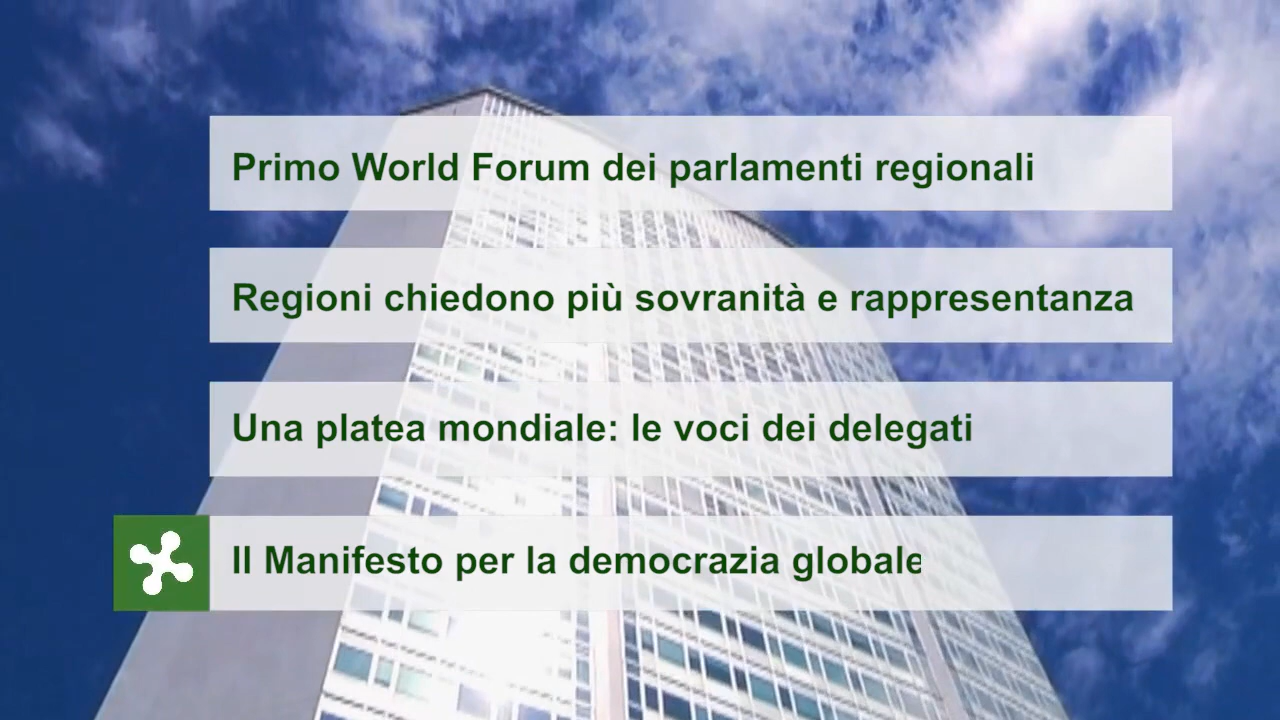 Primo World Forum dei parlamenti regionali
Regioni chiedono più sovranità e rappresentanza
Una platea mondiale: le voci dei delegati
Il Manifesto per la democrazia globale